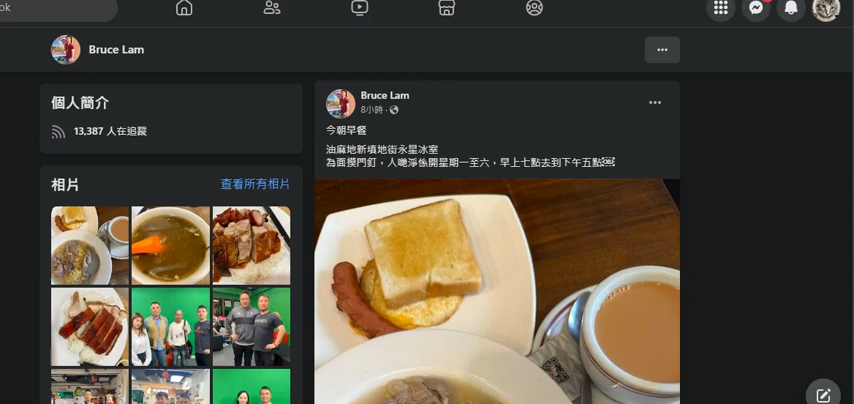 ok
Bruce Lam
個人簡介
13,387 人在追蹤
相片
查看所有相片
Bruce Lam
8小時 ·
今朝早餐
油麻地新填地街永星冰室
為面摸門釘，人哋淨係開星期一至六，早上七點去到下午五點